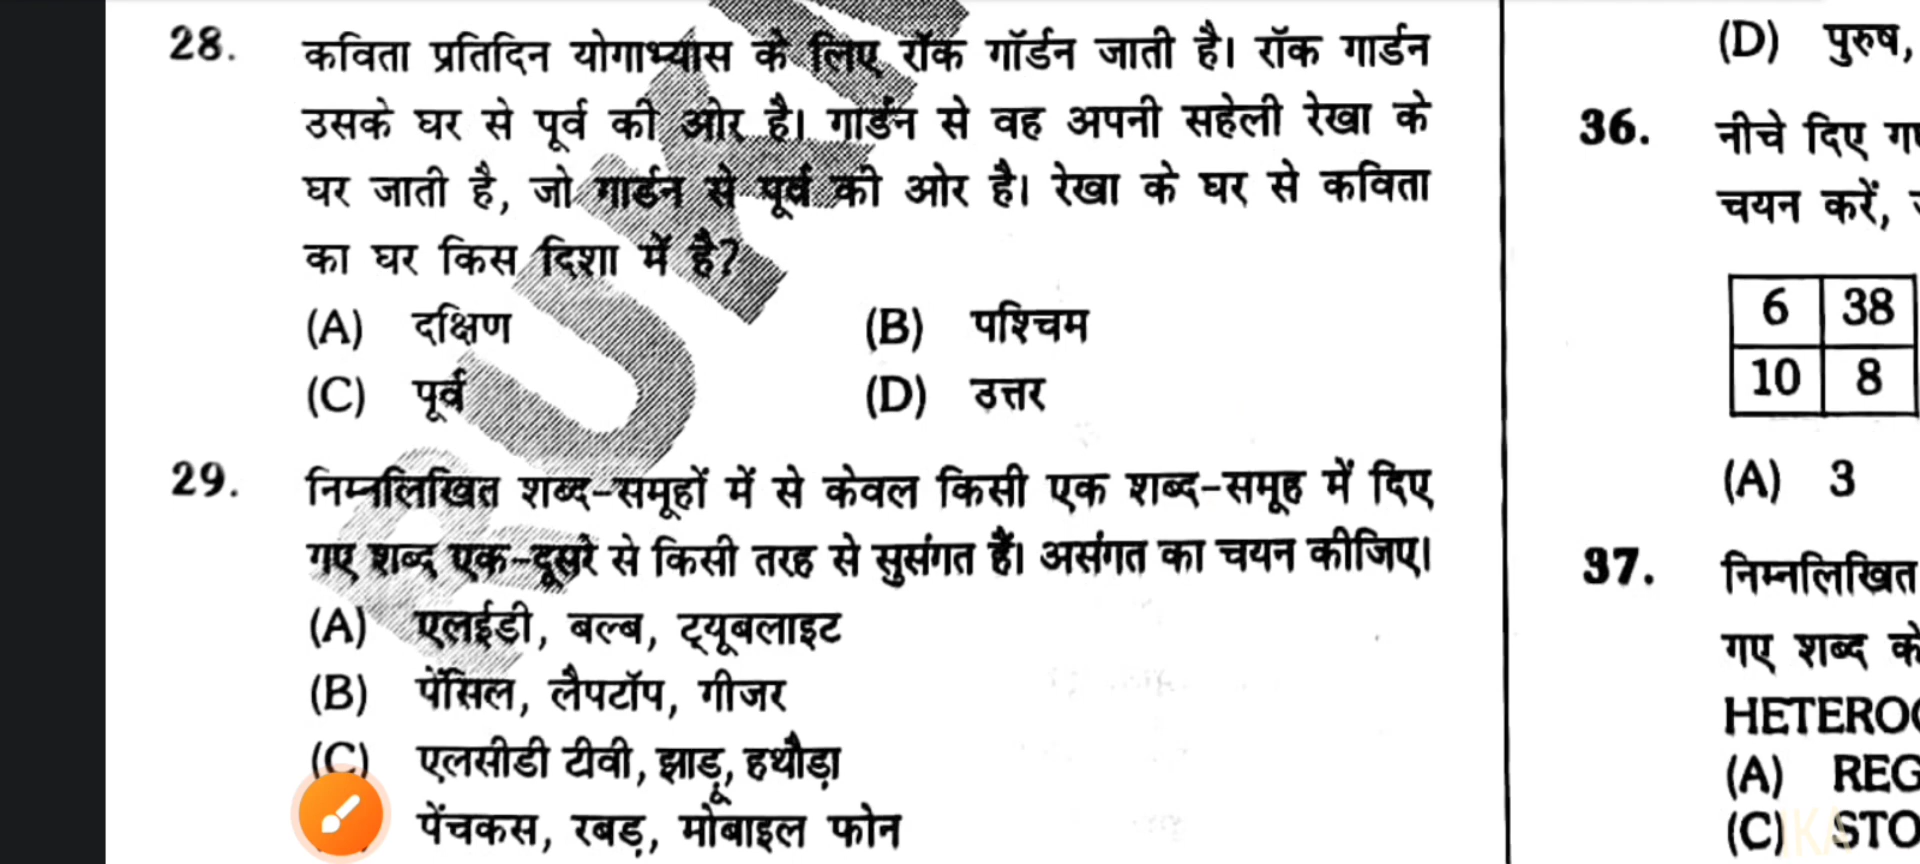 28. कविता प्रतिदिन योगाभ्यास के लिए रॉक गॉर्डन जाती है। रॉक गार्डन
उसके घर से पूर्व की ओर है। गार्डन से वह अपनी सहेली रेखा के
घर जाती है, जो गार्डन से पूर्व की ओर है। रेखा के घर से कविता
का घर किस दिशा में है?
(A) दक्षिण (B) पश्चिम
(C) पूर्व (D) उत्तर
29. निम्नलिखित शब्द-समूहों में से केवल किसी एक शब्द-समूह में दिए
गए शब्द एक-दूसरे से किसी तरह से सुसंगत हैं। असंगत का चयन कीजिए।
(A) एलईडी, बल्ब, ट्यूबलाइट
(B) पेंसिल, लैपटॉप, गीजर
(C) एलसीडी टीवी, झाड़ू, हथौड़ा
पेंचकस, रबड़, मोबाइल फोन
(D) पुरुष,
36. नीचे दिए
चयन करें,
6 38
10 8
(A) 3
37. निम्नलिखित
गए शब्द के
HETERO
(A) REG
(C) STO